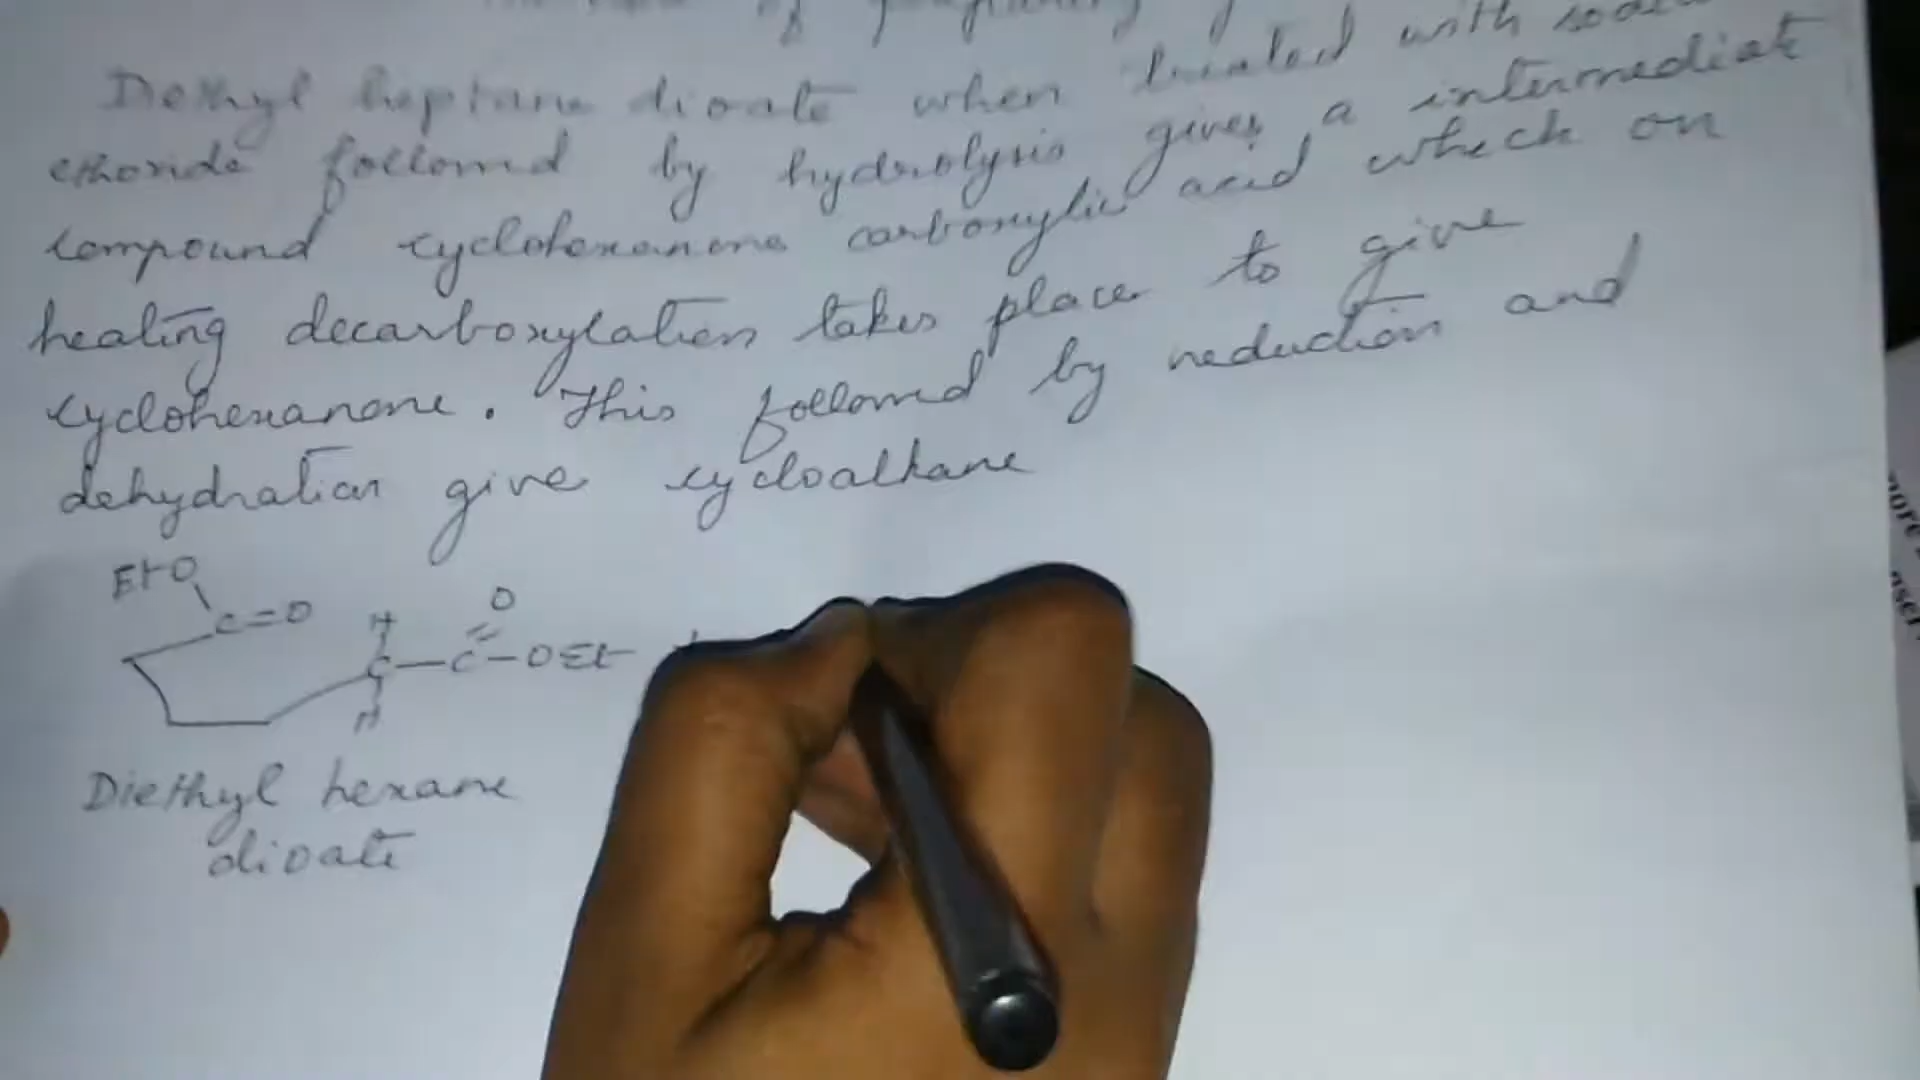 Diethyl heptane dioate when treated with
ethoxide followed by hydrolysis gives a intermediate
compound cyclohexanone carboxylic acid which on
heating decarboxylation takes place to give
cyclohexanone. This followed by reduction and
dehydration give cycloalkane
EtO
C=O
H
O
C—C—OEt
H
Diethyl hexane
dioate